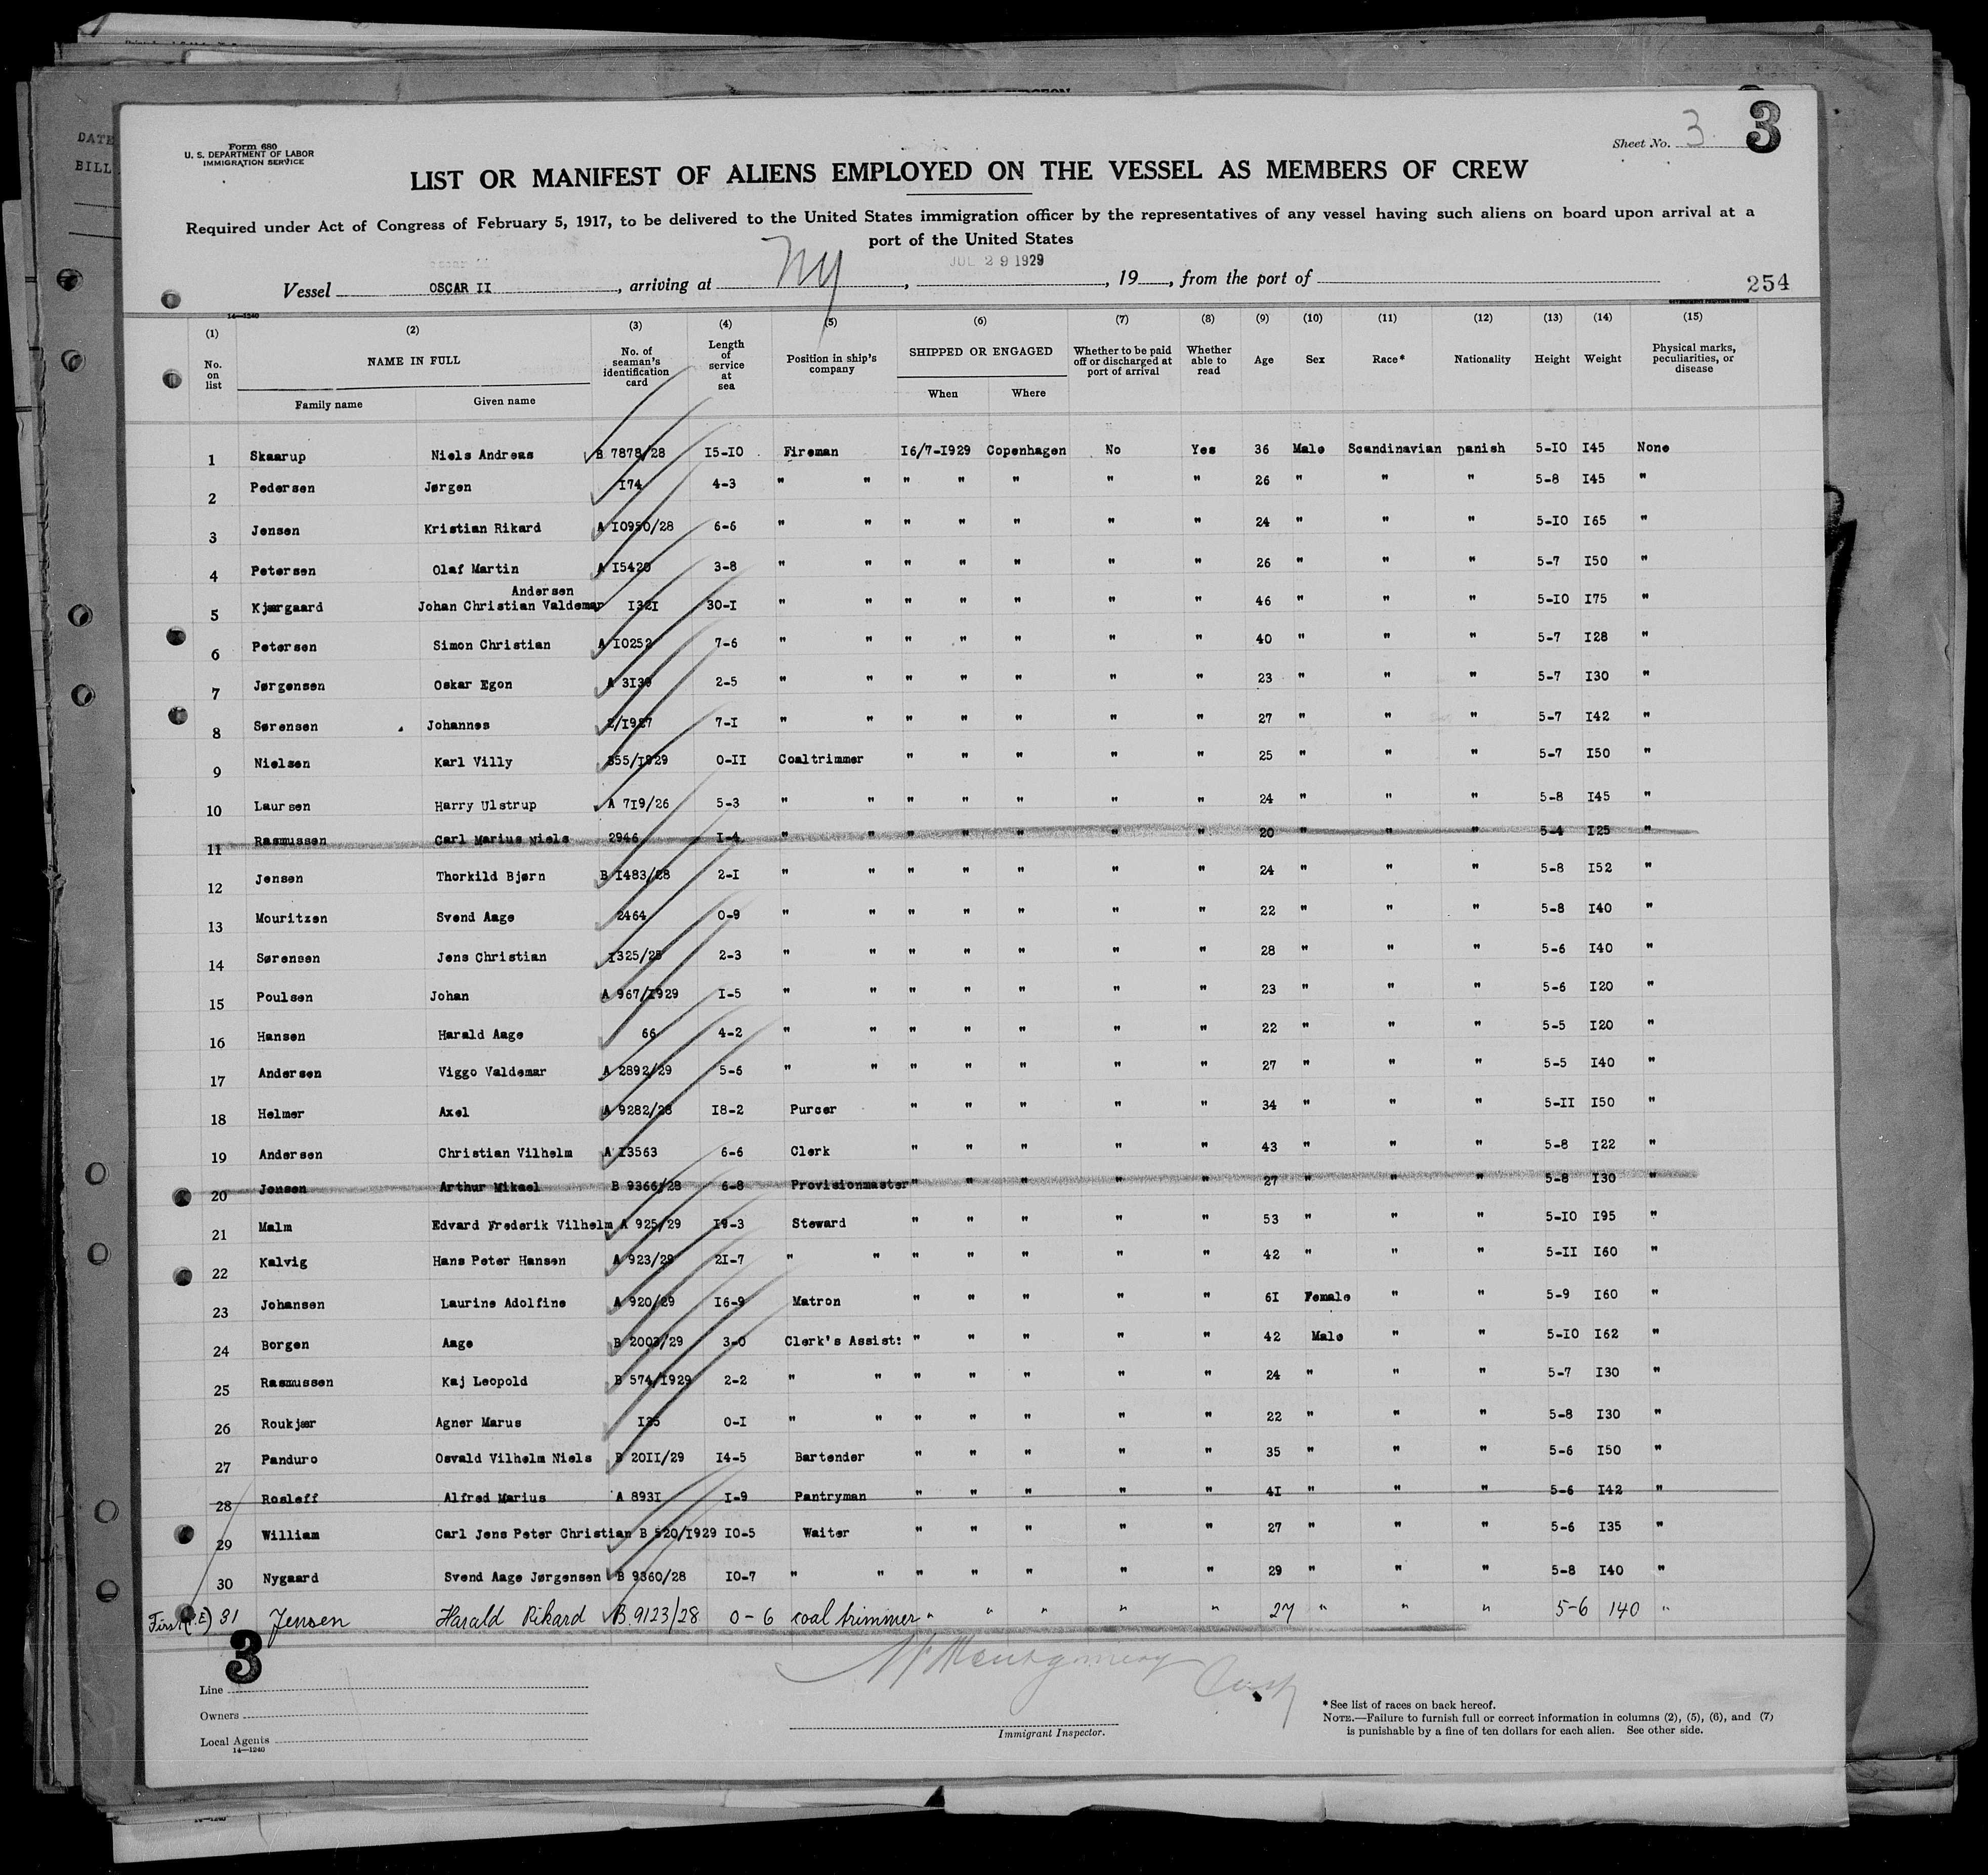 DATE
BILL
Form 680
U. S. DEPARTMENT OF LABOR
IMMIGRATION SERVICE
Sheet No. 3
3
LIST OR MANIFEST OF ALIENS EMPLOYED ON THE VESSEL AS MEMBERS OF CREW
Required under Act of Congress of February 5, 1917, to be delivered to the United States immigration officer by the representatives of any vessel having such aliens on board upon arrival at a
port of the United States
JUL 29 1929
Vessel OSCAR II, arriving at NY, , 19 , from the port of
254
14—1240
(1) (2) (3) (4) (5) (6) (7) (8) (9) (10) (11) (12) (13) (14) (15)
No. on list NAME IN FULL Family name Given name No. of seaman's identification card Length of service at sea Position in ship's company SHIPPED OR ENGAGED When Where Whether to be paid off or discharged at port of arrival Whether able to read Age Sex Race* Nationality Height Weight Physical marks, peculiarities, or disease
1 Skaarup Niels Andreas B 7878/28 15-10 Fireman 16/7-1929 Copenhagen No Yes 36 Male Scandinavian Danish 5-10 145 None
2 Pedersen Jørgen 174 4-3 " " " " " " " 26 " " " 5-8 145 "
3 Jensen Kristian Rikard A 10950/28 6-6 " " " " " " " 24 " " " 5-10 165 "
4 Petersen Olaf Martin A 15420 3-8 " " " " " " " 26 " " " 5-7 150 "
Andersen
5 Kjærgaard Johan Christian Valdemar 1321 30-1 " " " " " " " 46 " " " 5-10 175 "
6 Petersen Simon Christian A 10252 7-6 " " " " " " " 40 " " " 5-7 128 "
7 Jørgensen Oskar Egon A 3130 2-5 " " " " " " " 23 " " " 5-7 130 "
8 Sørensen Johannes 2/1927 7-1 " " " " " " " 27 " " " 5-7 142 "
9 Nielsen Karl Villy 355/1929 0-11 Coaltrimmer " " " " " 25 " " " 5-7 150 "
10 Laursen Harry Ulstrup A 719/26 5-3 " " " " " " " 24 " " " 5-8 145 "
11 Rasmussen Carl Marius Niels 2946 1-4 " " " " " " " 20 " " " 5-4 125 "
12 Jensen Thorkild Bjørn B 1483/28 2-1 " " " " " " " 24 " " " 5-8 152 "
13 Mouritzen Svend Aage 2464 0-9 " " " " " " " 22 " " " 5-8 140 "
14 Sørensen Jens Christian 1325/28 2-3 " " " " " " " 28 " " " 5-6 140 "
15 Poulsen Johan A 967/1929 1-5 " " " " " " " 23 " " " 5-6 120 "
16 Hansen Harald Aage 66 4-2 " " " " " " " 22 " " " 5-5 120 "
17 Andersen Viggo Valdemar A 2892/29 5-6 " " " " " " " 27 " " " 5-5 140 "
18 Helmer Axel A 9282/28 18-2 Purcer " " " " " 34 " " " 5-11 150 "
19 Andersen Christian Vilhelm A 13563 6-6 Clerk " " " " " 43 " " " 5-8 122 "
20 Jensen Arthur Mikael B 9366/28 6-8 Provisionmaster " " " " " 27 " " " 5-8 130 "
21 Malm Edvard Frederik Vilhelm A 925/29 19-3 Steward " " " " " 53 " " " 5-10 195 "
22 Kalvig Hans Peter Hansen A 923/29 21-7 " " " " " " " 42 " " " 5-11 160 "
23 Johansen Laurine Adolfine A 920/29 16-9 Matron " " " " " 61 Female " " 5-9 160 "
24 Borgen Aage B 2003/29 3-0 Clerk's Assist: " " " " " 42 Male " " 5-10 162 "
25 Rasmussen Kaj Leopold B 574/1929 2-2 " " " " " " " 24 " " " 5-7 130 "
26 Roukjær Agner Marus 125 0-1 " " " " " " " 22 " " " 5-8 130 "
27 Panduro Osvald Vilhelm Niels B 2011/29 14-5 Bartender " " " " " 35 " " " 5-6 150 "
28 Rosleff Alfred Marius A 8931 1-9 Pantryman " " " " " 41 " " " 5-6 142 "
29 William Carl Jens Peter Christian B 520/1929 10-5 Waiter " " " " " 27 " " " 5-6 135 "
30 Nygaard Svend Aage Jørgensen B 9360/28 10-7 " " " " " " " 29 " " " 5-8 140 "
31 Jensen Harald Rikard B 9123/28 0-6 coal trimmer " " " " " 27 " " " 5-6 140 "
3
Montgomery
Line
Owners
Local Agents
14—1240
Immigrant Inspector.
*See list of races on back hereof.
NOTE.—Failure to furnish full or correct information in columns (2), (5), (6), and (7)
is punishable by a fine of ten dollars for each alien. See other side.